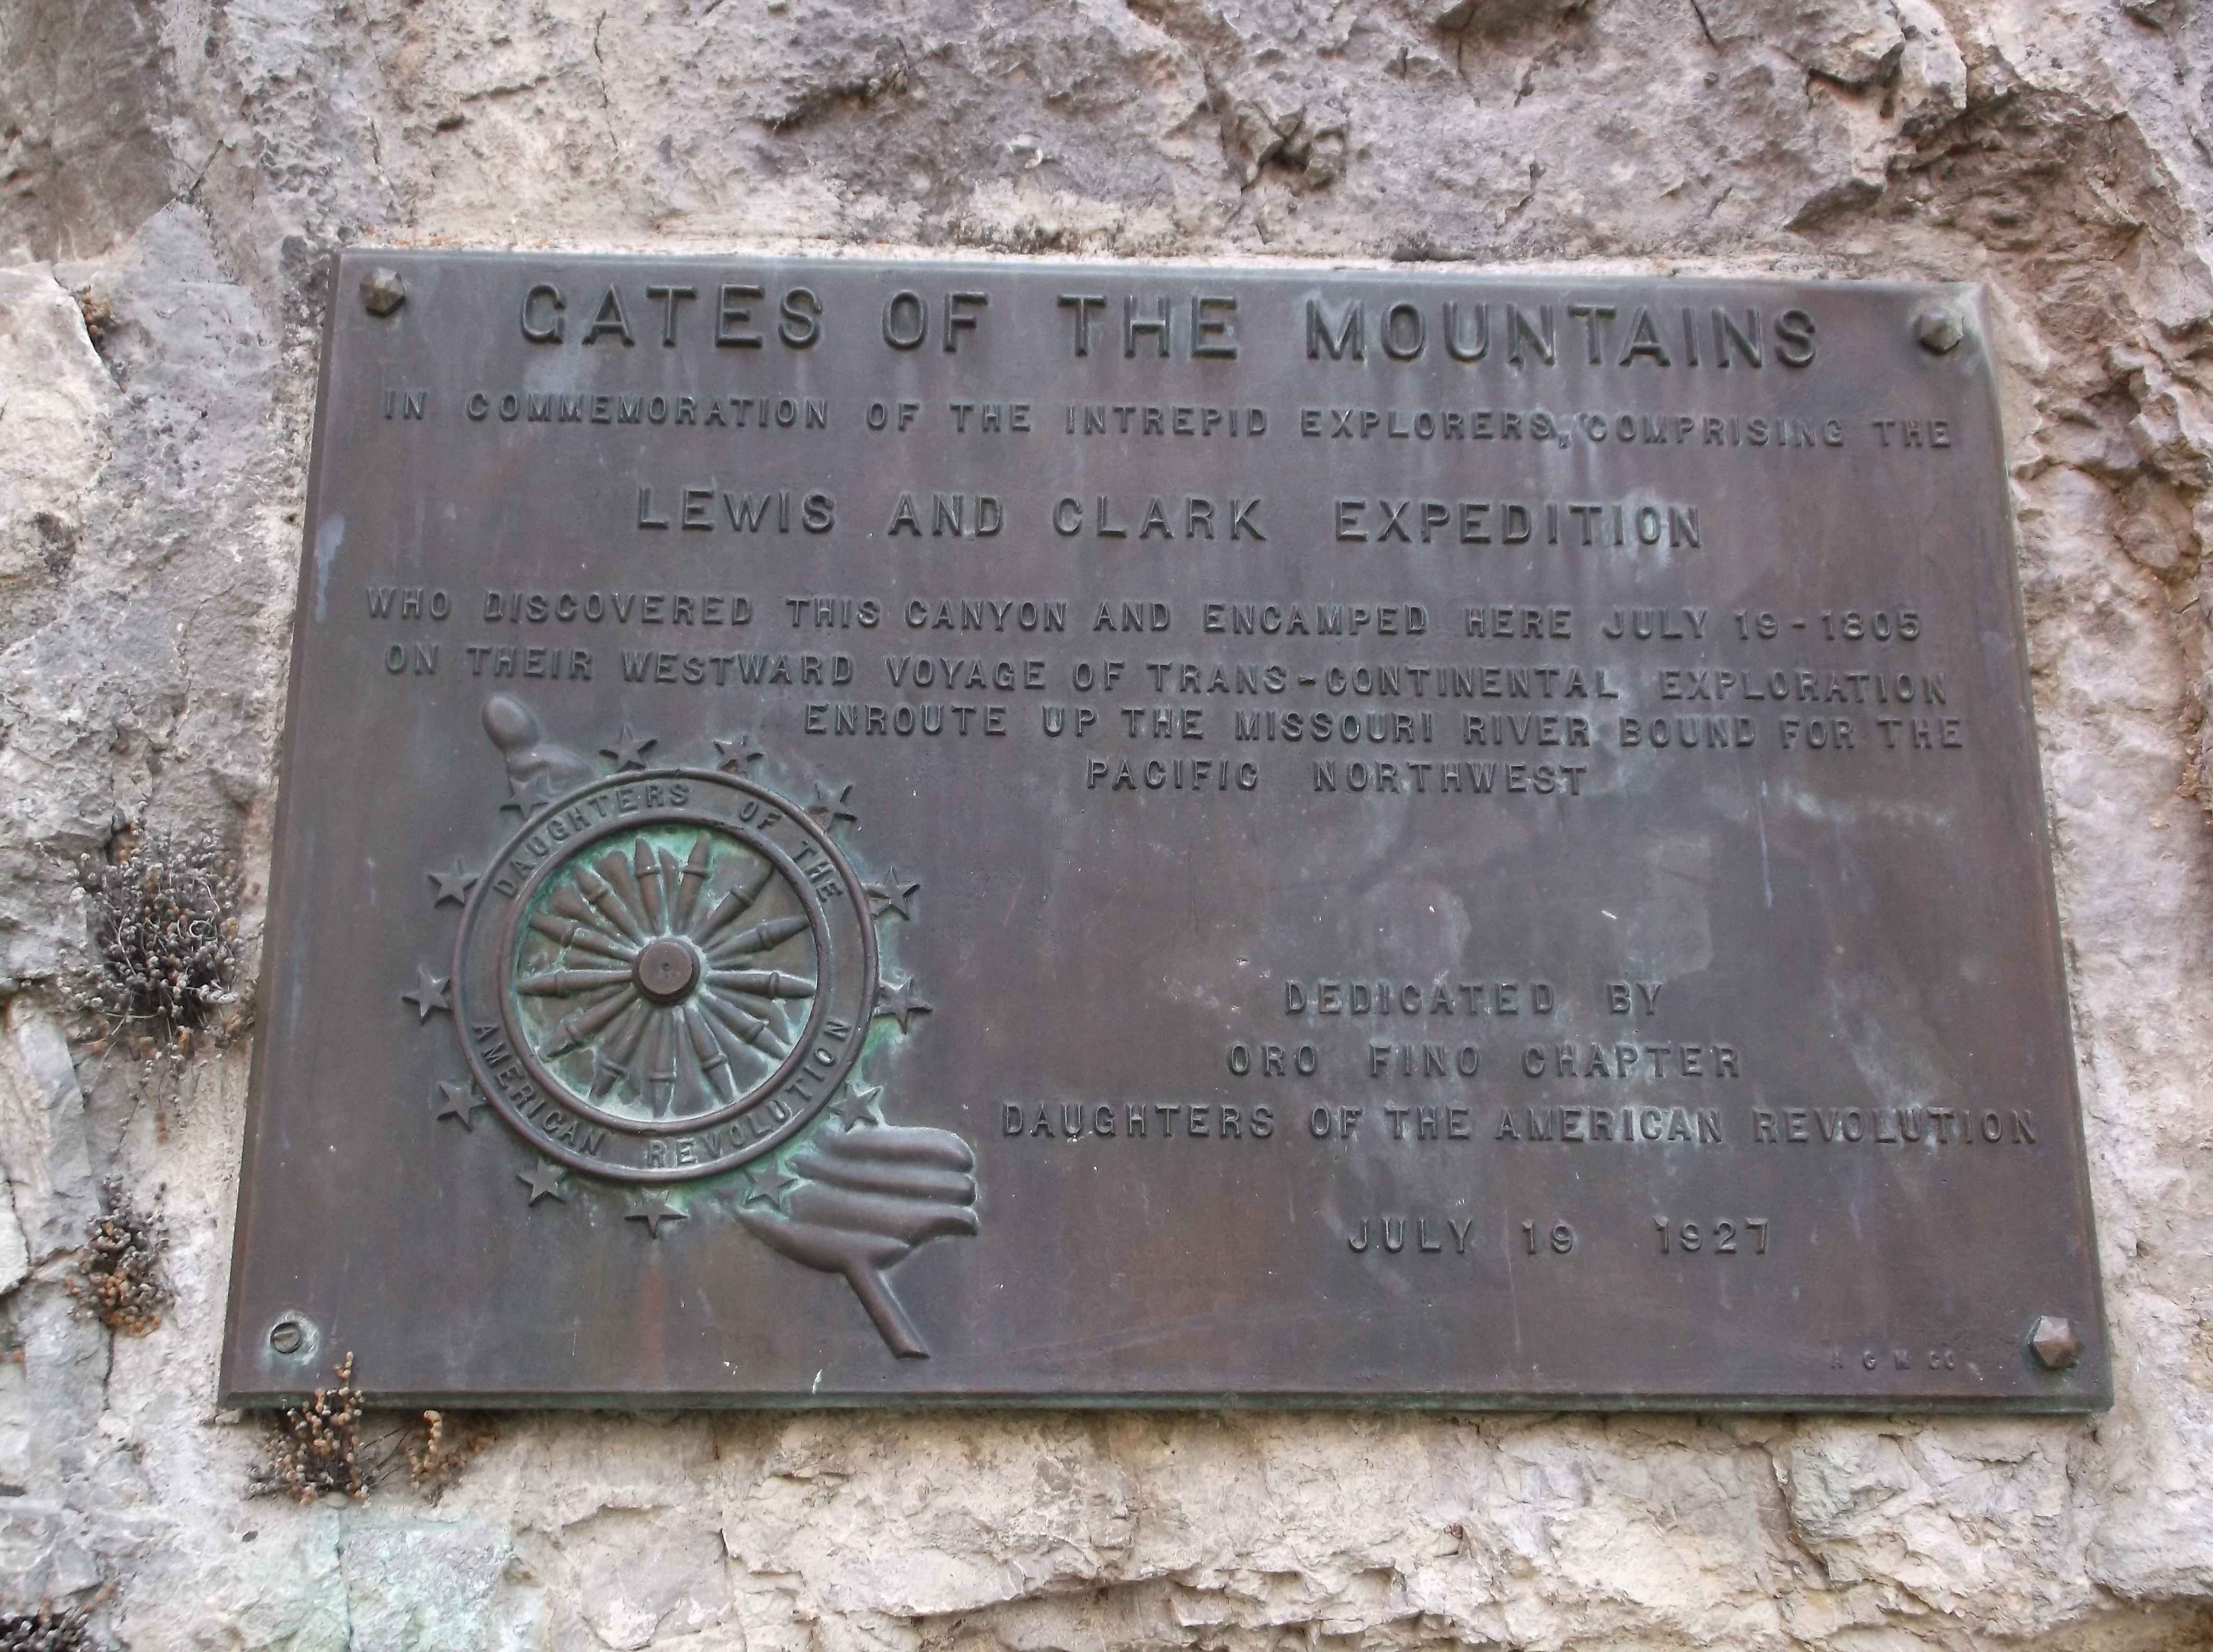 GATES OF THE MOUNTAINS
IN COMMEMORATION OF THE INTREPID EXPLORERS, COMPRISING THE
LEWIS AND CLARK EXPEDITION
WHO DISCOVERED THIS CANYON AND ENCAMPED HERE JULY 19-1805
ON THEIR WESTWARD VOYAGE OF TRANS-CONTINENTAL EXPLORATION
ENROUTE UP THE MISSOURI RIVER BOUND FOR THE
PACIFIC NORTHWEST
DAUGHTERS OF THE
AMERICAN REVOLUTION
DEDICATED BY
ORO FINO CHAPTER
DAUGHTERS OF THE AMERICAN REVOLUTION
JULY 19 1927